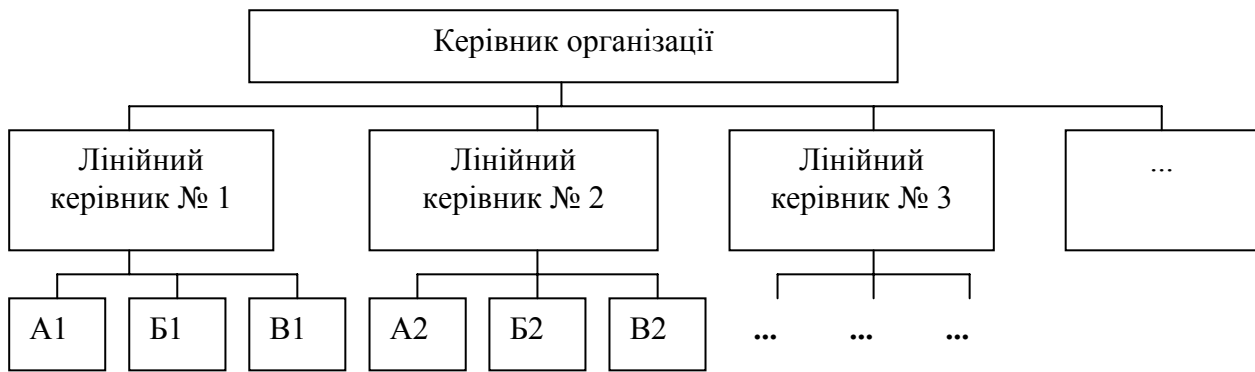 Керівник організації
Лінійний
керівник № 1
Лінійний
керівник № 2
Лінійний
керівник № 3
...
А1
Б1
В1
А2
Б2
В2
...
...
...